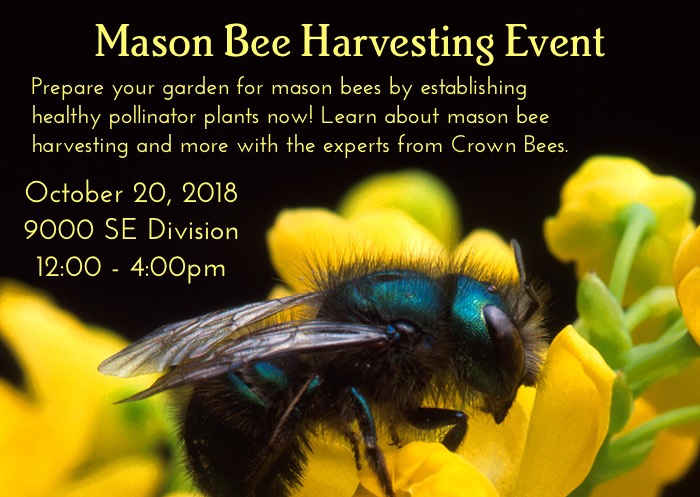 Mason Bee Harvesting Event
Prepare your garden for mason bees by establishing
healthy pollinator plants now! Learn about mason bee
harvesting and more with the experts from Crown Bees.
October 20, 2018
9000 SE Division
12:00 - 4:00pm